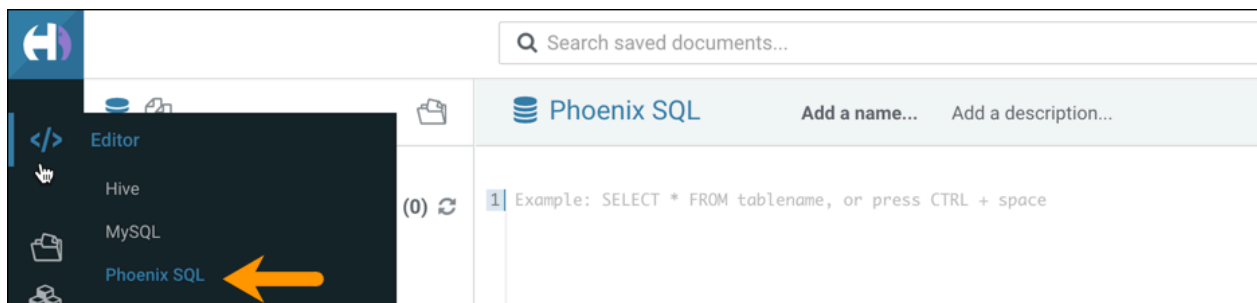 Search saved documents...
Phoenix SQL Add a name... Add a description...
</> Editor
Hive
(0)
MySQL
Phoenix SQL
1 Example: SELECT * FROM tablename, or press CTRL + space